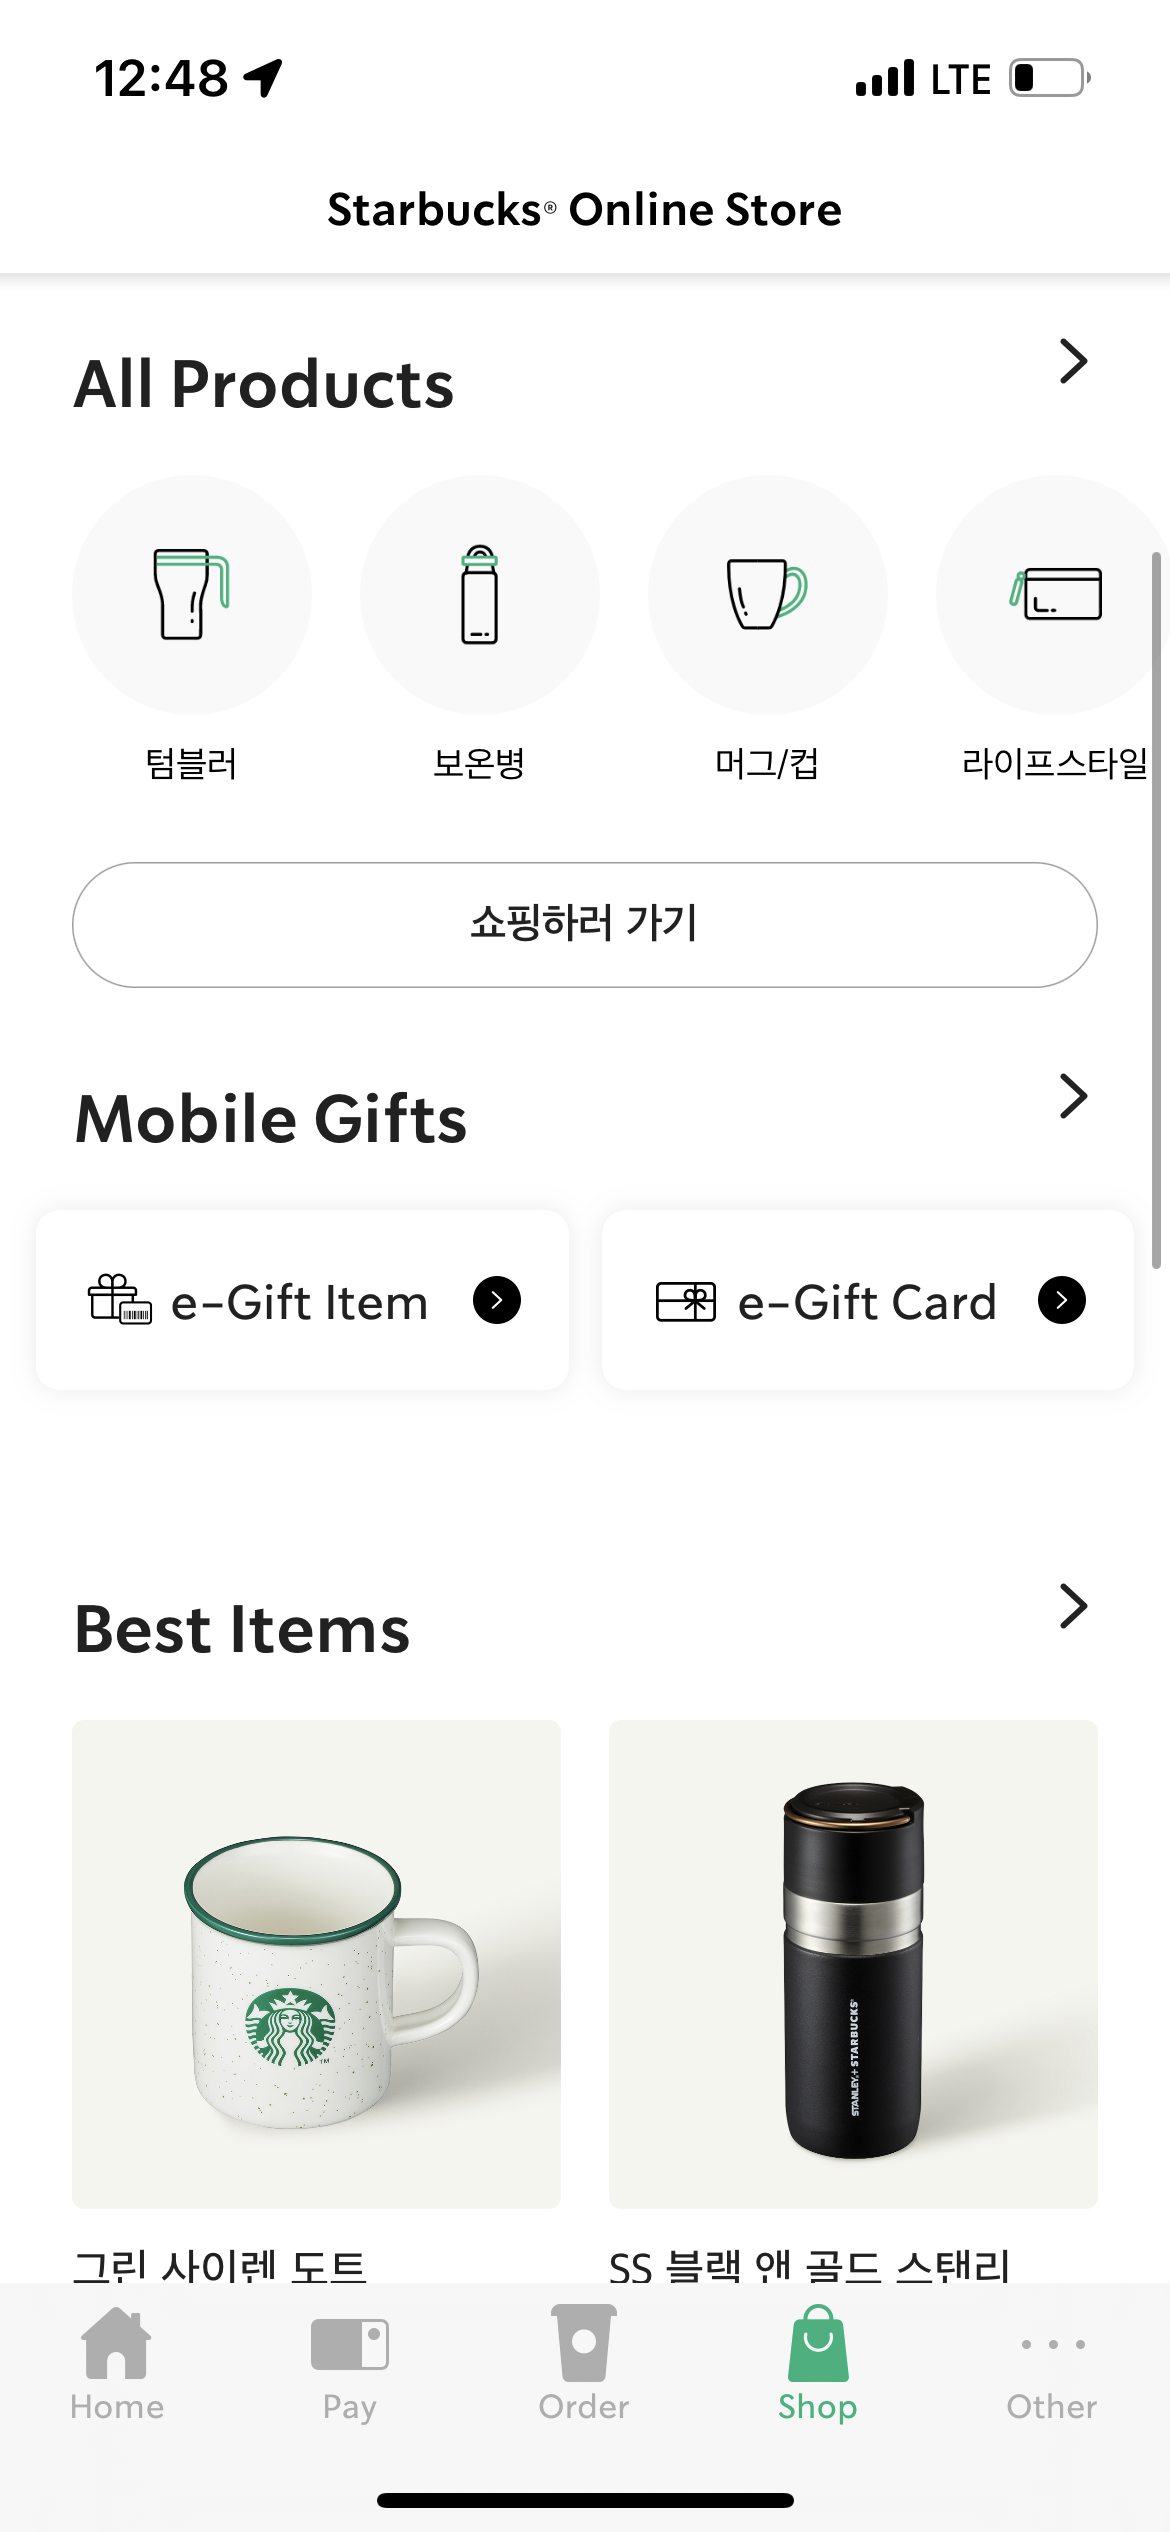 12:48 LTE
Starbucks® Online Store
All Products
텀블러 보온병 머그/컵 라이프스타일
쇼핑하러 가기
Mobile Gifts
e-Gift Item e-Gift Card
Best Items
TM
STANLEY + STARBUCKS
그린 사이렌 도트 SS 블랙 앤 골드 스탠리
Home Pay Order Shop Other